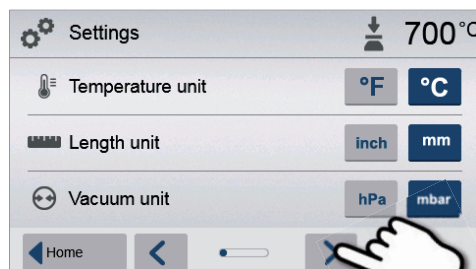 Settings 700°C
Temperature unit °F °C
Length unit inch mm
Vacuum unit hPa mbar
Home